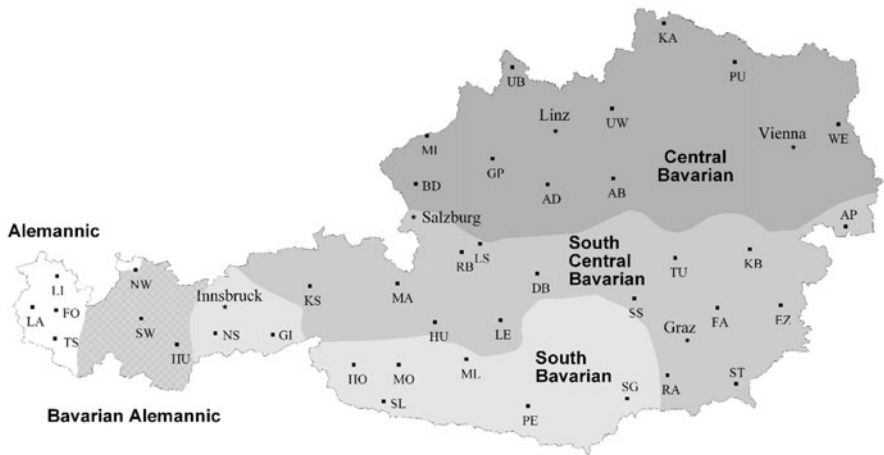 KA
PU
UB
Linz
UW
Vienna
WE
MI
GP
Central
Bavarian
BD
AD
AB
Salzburg
AP
Alemannic
South
Central
Bavarian
LS
RB
KB
TU
NW
LI
DB
Innsbruck
KS
MA
LA
FO
SS
Graz
FA
EZ
SW
TS
NS
GI
HU
LE
IIU
South
Bavarian
ML
IIO
MO
ST
RA
SG
SL
PE
Bavarian Alemannic